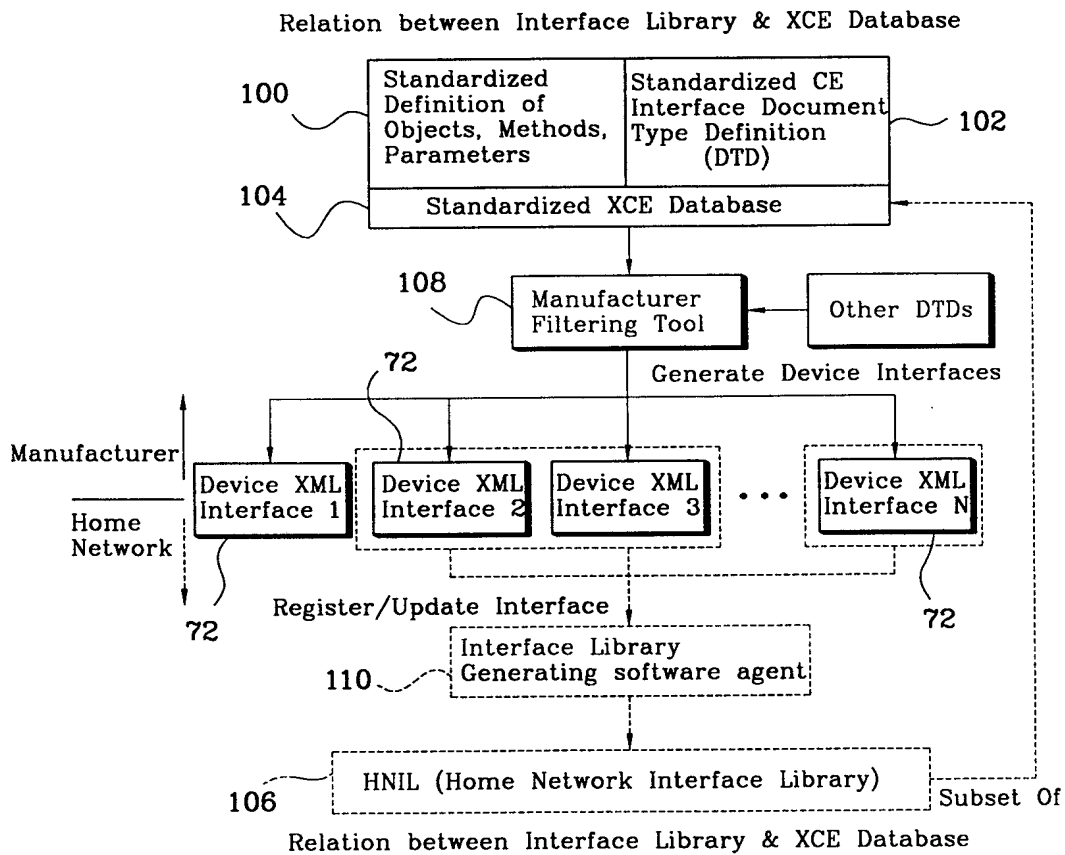 Relation between Interface Library & XCE Database
100
Standardized
Definition of
Objects, Methods,
Parameters
Standardized CE
Interface Document
Type Definition
(DTD)
102
104
Standardized XCE Database
108
Manufacturer
Filtering Tool
Other DTDs
72
Generate Device Interfaces
Manufacturer
Home
Network
Device XML
Interface 1
Device XML
Interface 2
Device XML
Interface 3
Device XML
Interface N
72
Register/Update Interface
72
Interface Library
Generating software agent
110
HNIL (Home Network Interface Library)
106
Subset Of
Relation between Interface Library & XCE Database